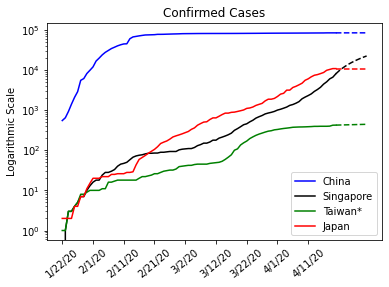 Confirmed Cases
Logarithmic Scale
10⁵
10⁴
10³
10²
10¹
10⁰
China
Singapore
Taiwan*
Japan
1/22/20
2/1/20
2/11/20
2/21/20
3/2/20
3/12/20
3/22/20
4/1/20
4/11/20